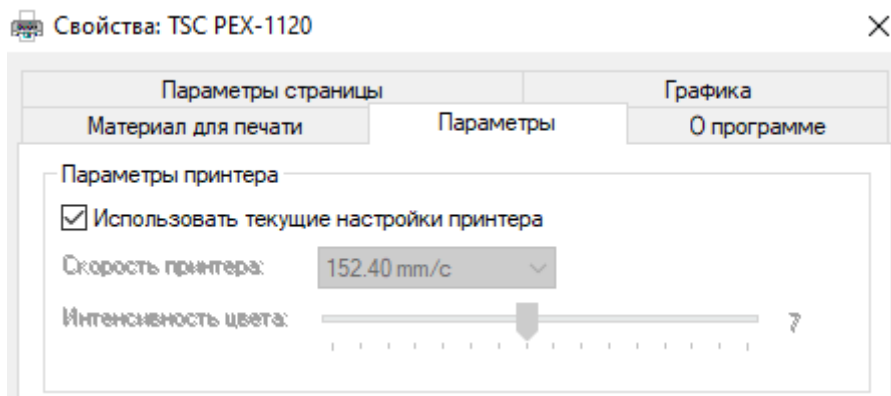 Свойства: TSC PEX-1120
Параметры страницы Графика
Материал для печати Параметры О программе
Параметры принтера
Использовать текущие настройки принтера
Скорость принтера: 152.40 mm/с
Интенсивность цвета: 7